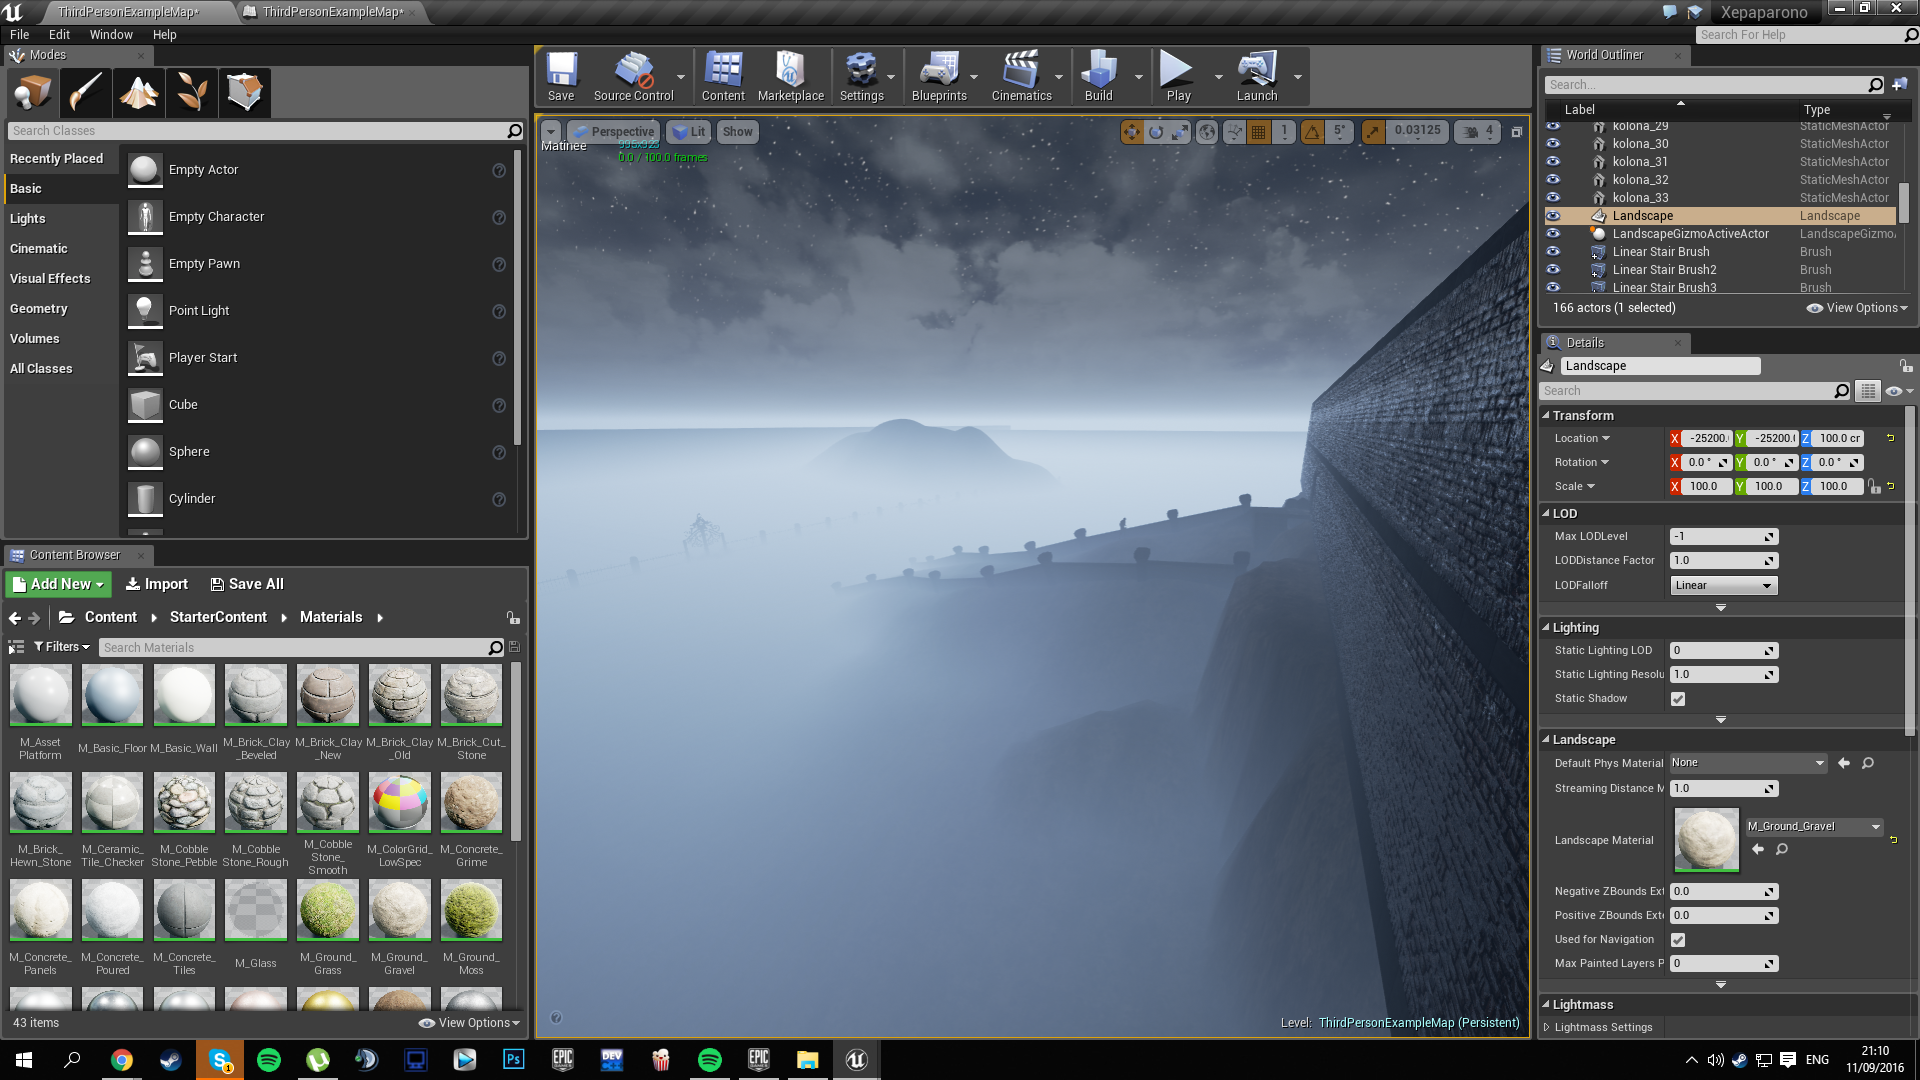 ThirdPersonExampleMap*
ThirdPersonExampleMap*
Xepaparono
File Edit Window Help
Search For Help
Modes
Search Classes
Recently Placed
Basic
Lights
Cinematic
Visual Effects
Geometry
Volumes
All Classes
Empty Actor
Empty Character
Empty Pawn
Point Light
Player Start
Cube
Sphere
Cylinder
Save
Source Control
Content
Marketplace
Settings
Blueprints
Cinematics
Build
Play
Launch
Perspective
Lit
Show
1
5°
0.03125
4
Matinee
0.0 / 100.0 frames
Level: ThirdPersonExampleMap (Persistent)
Content Browser
Add New
Import
Save All
Content
StarterContent
Materials
Filters
Search Materials
M_Asset Platform
M_Basic_Floor
M_Basic_Wall
M_Brick_Clay_Beveled
M_Brick_Clay_New
M_Brick_Clay_Old
M_Brick_Cut_Stone
M_Brick_Hewn_Stone
M_Ceramic_Tile_Checker
M_Cobble Stone_Pebble
M_Cobble Stone_Rough
M_Cobble Stone_Smooth
M_ColorGrid_LowSpec
M_Concrete_Grime
M_Concrete_Panels
M_Concrete_Poured
M_Concrete_Tiles
M_Glass
M_Ground_Grass
M_Ground_Gravel
M_Ground_Moss
43 items
View Options
World Outliner
Search...
Label Type
kolona_29 StaticMeshActor
kolona_30 StaticMeshActor
kolona_31 StaticMeshActor
kolona_32 StaticMeshActor
kolona_33 StaticMeshActor
Landscape Landscape
LandscapeGizmoActiveActor LandscapeGizmo
Linear Stair Brush Brush
Linear Stair Brush2 Brush
Linear Stair Brush3 Brush
166 actors (1 selected)
View Options
Details
Landscape
Search
Transform
Location X -25200. Y -25200. Z 100.0 cr
Rotation X 0.0 ° Y 0.0 ° Z 0.0 °
Scale X 100.0 Y 100.0 Z 100.0
LOD
Max LODLevel -1
LODDistance Factor 1.0
LODFalloff Linear
Lighting
Static Lighting LOD 0
Static Lighting Resolu 1.0
Static Shadow
Landscape
Default Phys Material None
Streaming Distance M 1.0
Landscape Material M_Ground_Gravel
Negative ZBounds Ext 0.0
Positive ZBounds Exte 0.0
Used for Navigation
Max Painted Layers P 0
Lightmass
Lightmass Settings
1
Ps
EPIC GAMES
DEV
EPIC GAMES
ENG
21:10
11/09/2016